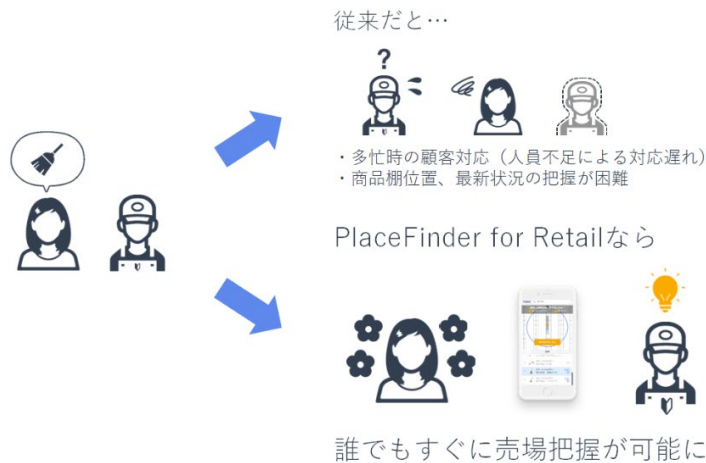 従来だと…
?
・多忙時の顧客対応（人員不足による対応遅れ）
・商品棚位置、最新状況の把握が困難
PlaceFinder for Retailなら
誰でもすぐに売場把握が可能に